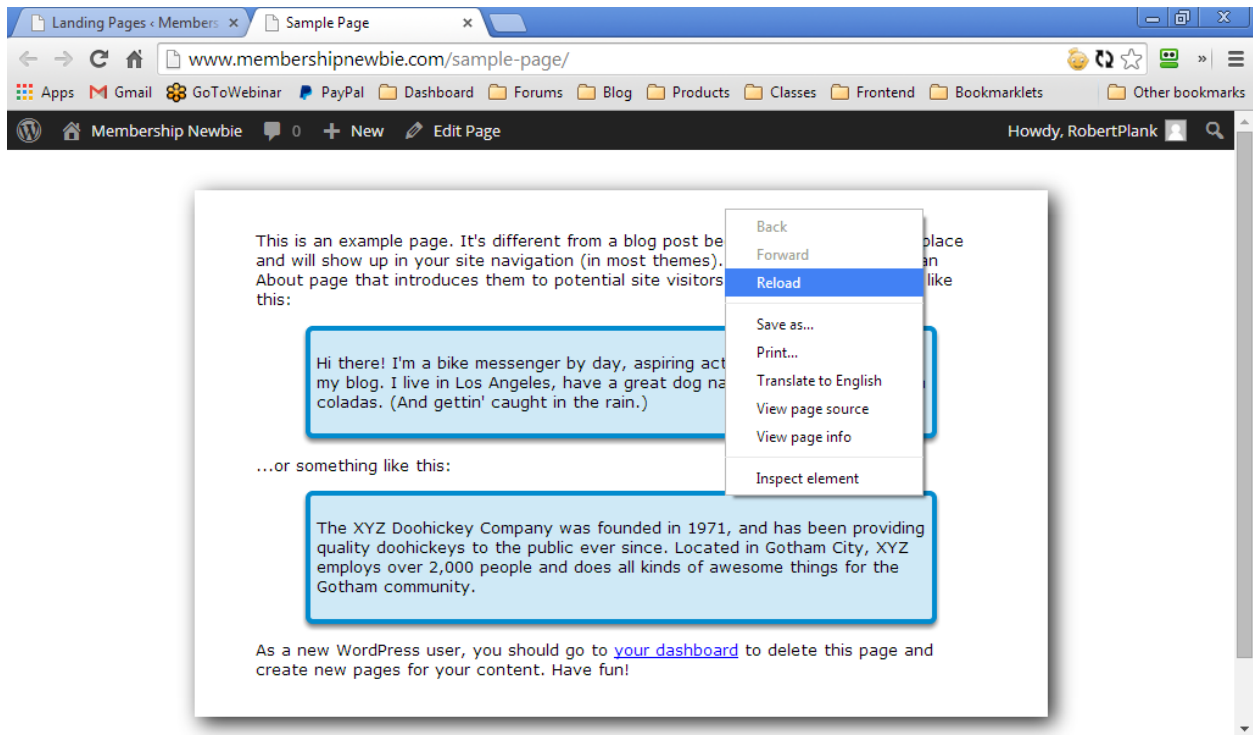 Landing Pages ‹ Members
Sample Page
www.membershipnewbie.com/sample-page/
Apps Gmail GoToWebinar PayPal Dashboard Forums Blog Products Classes Frontend Bookmarklets Other bookmarks
Membership Newbie 0 + New Edit Page Howdy, RobertPlank
This is an example page. It's different from a blog post be place
and will show up in your site navigation (in most themes). an
About page that introduces them to potential site visitors like
this:
Hi there! I'm a bike messenger by day, aspiring act
my blog. I live in Los Angeles, have a great dog na
coladas. (And gettin' caught in the rain.)
...or something like this:
The XYZ Doohickey Company was founded in 1971, and has been providing
quality doohickeys to the public ever since. Located in Gotham City, XYZ
employs over 2,000 people and does all kinds of awesome things for the
Gotham community.
As a new WordPress user, you should go to your dashboard to delete this page and
create new pages for your content. Have fun!
Back
Forward
Reload
Save as...
Print...
Translate to English
View page source
View page info
Inspect element